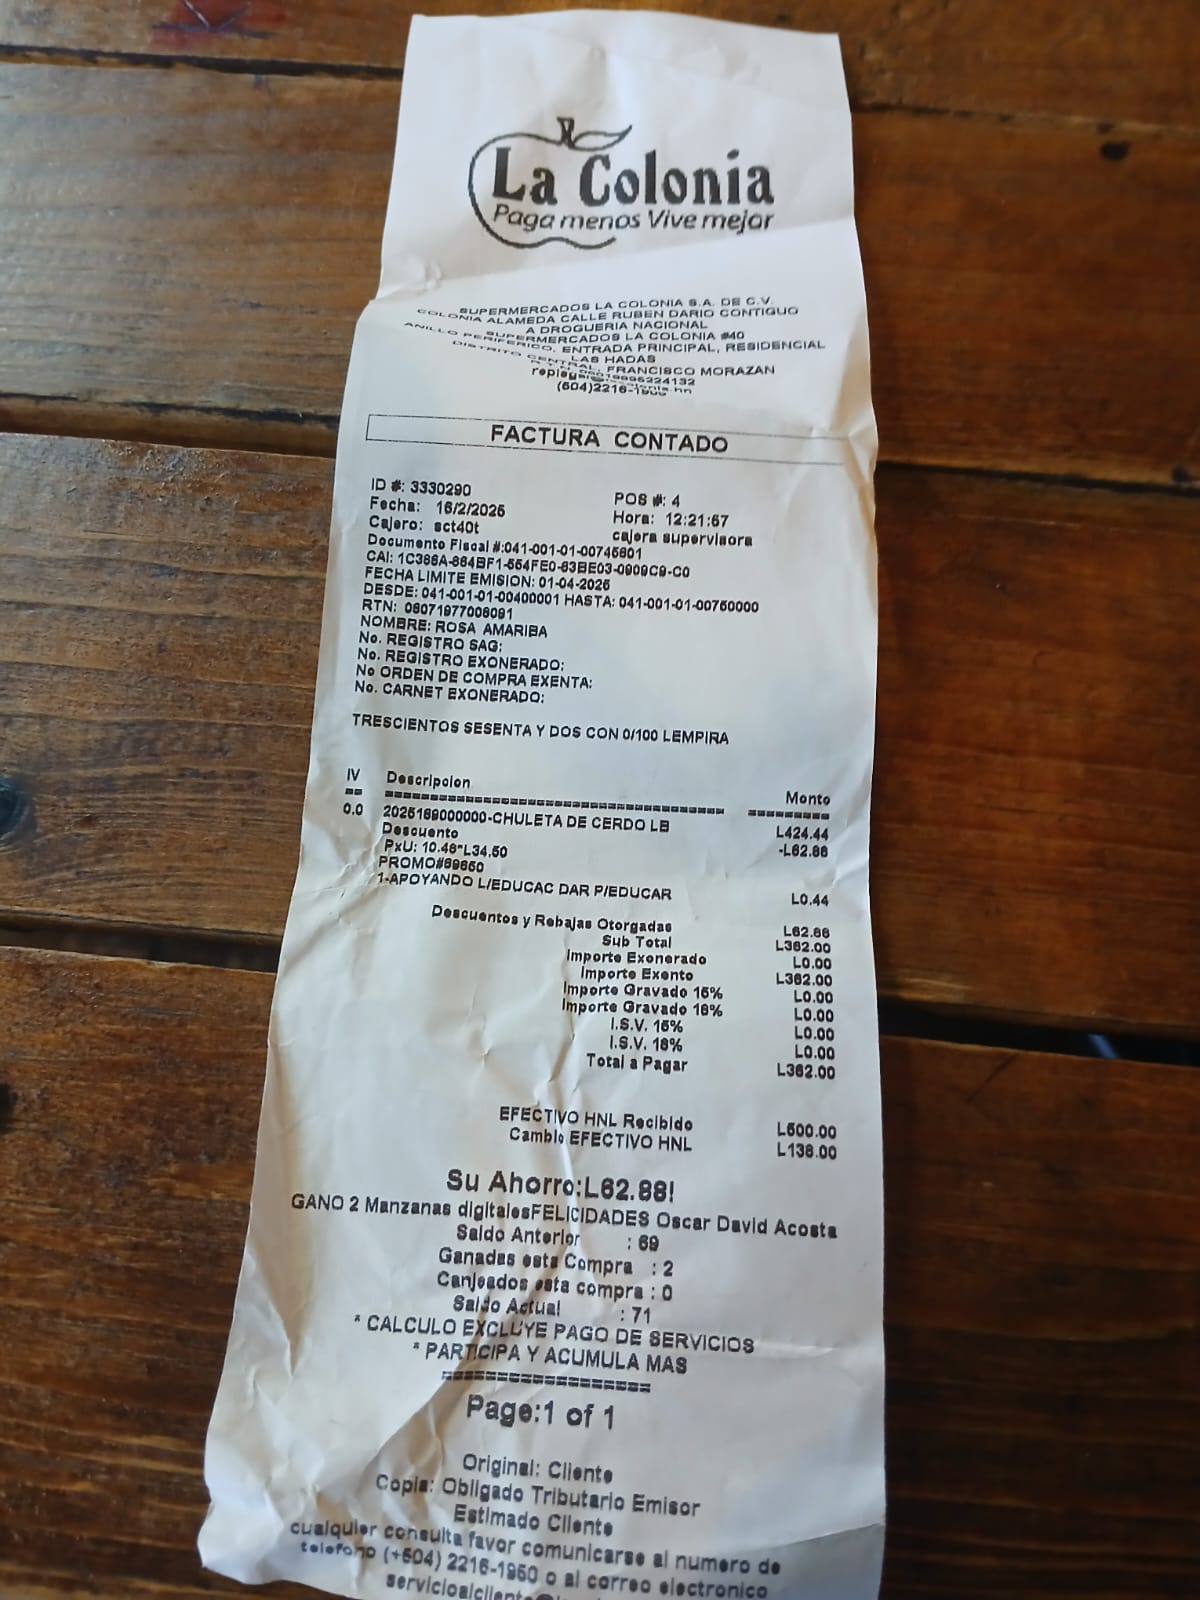 La Colonia
Paga menos Vive mejor
SUPERMERCADOS LA COLONIA S.A. DE C.V.
COLONIA ALAMEDA CALLE RUBEN DARIO CONTIGUO
A DROGUERIA NACIONAL
SUPERMERCADOS LA COLONIA #40
ANILLO PERIFERICO, ENTRADA PRINCIPAL, RESIDENCIAL
LAS HADAS
DISTRITO CENTRAL, FRANCISCO MORAZAN
(504)2216-1900
FACTURA CONTADO
ID #: 3330290 POS #: 4
Fecha: 16/2/2025 Hora: 12:21:57
Cajero: sct40t cajera supervisora
Documento Fiscal #:041-001-01-00745801
CAI: 1C386A-884BF1-554FE0-83BE03-0909C9-C0
FECHA LIMITE EMISION: 01-04-2025
DESDE: 041-001-01-00400001 HASTA: 041-001-01-00750000
RTN: 08071977008091
NOMBRE: ROSA AMARIBA
No. REGISTRO SAG:
No. REGISTRO EXONERADO:
No ORDEN DE COMPRA EXENTA:
No. CARNET EXONERADO:
TRESCIENTOS SESENTA Y DOS CON 0/100 LEMPIRA
IV Descripcion Monto
0.0 2025169000000-CHULETA DE CERDO LB L424.44
Descuento -L62.88
PxU: 10.48*L34.50
PROMO#69850
1-APOYANDO L/EDUCAC DAR P/EDUCAR L0.44
Descuentos y Rebajas Otorgadas L62.88
Sub Total L362.00
Importe Exonerado L0.00
Importe Exento L362.00
Importe Gravado 15% L0.00
Importe Gravado 18% L0.00
I.S.V. 15% L0.00
I.S.V. 18% L0.00
Total a Pagar L362.00
EFECTIVO HNL Recibido L500.00
Cambio EFECTIVO HNL L138.00
Su Ahorro:L62.88!
GANO 2 Manzanas digitalesFELICIDADES Oscar David Acosta
Saldo Anterior : 69
Ganadas esta Compra : 2
Canjeados esta compra : 0
Saldo Actual : 71
* CALCULO EXCLUYE PAGO DE SERVICIOS
* PARTICIPA Y ACUMULA MAS
===================
Page:1 of 1
Original: Cliente
Copia: Obligado Tributario Emisor
Estimado Cliente
cualquier consulta favor comunicarse al numero de
telefono (+504) 2216-1950 o al correo electronico